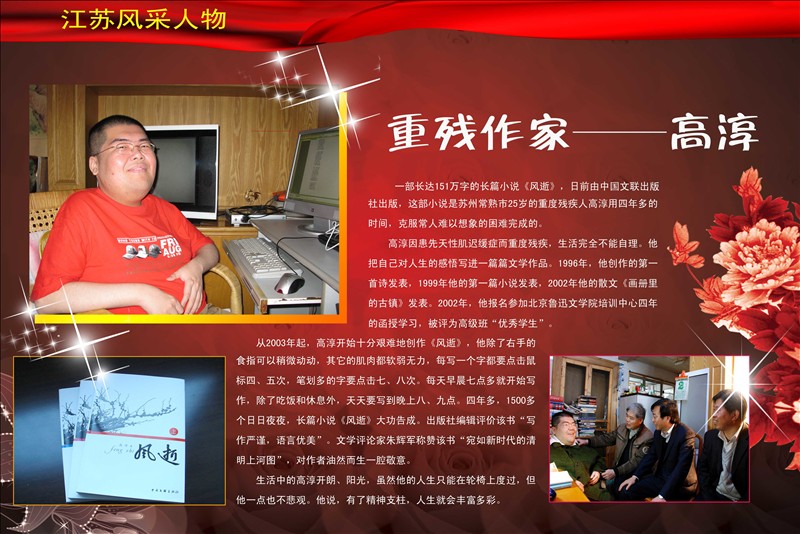 江苏风采人物
重残作家——高淳
一部长达151万字的长篇小说《风逝》，日前由中国文联出版
社出版，这部小说是苏州常熟市25岁的重度残疾人高淳用四年多的
时间，克服常人难以想象的困难完成的。
高淳因患先天性肌迟缓症而重度残疾，生活完全不能自理。他
把自己对人生的感悟写进一篇篇文学作品。1996年，他创作的第一
首诗发表，1999年他的第一篇小说发表，2002年他的散文《画册里
的古镇》发表。2002年，他报名参加北京鲁迅文学院培训中心四年
的函授学习，被评为高级班“优秀学生”。
从2003年起，高淳开始十分艰难地创作《风逝》，他除了右手的
食指可以稍微动动，其它的肌肉都软弱无力，每写一个字都要点击鼠
标四、五次，笔划多的字要点击七、八次。每天早晨七点多就开始写
作，除了吃饭和休息外，天天要写到晚上八、九点。四年多，1500多
个日日夜夜，长篇小说《风逝》大功告成。出版社编辑评价该书“写
作严谨，语言优美”。文学评论家朱辉军称赞该书“宛如新时代的清
明上河图”，对作者油然而生一腔敬意。
生活中的高淳开朗、阳光，虽然他的人生只能在轮椅上度过，但
他一点也不悲观。他说，有了精神支柱，人生就会丰富多彩。
FRI
AUG
風逝